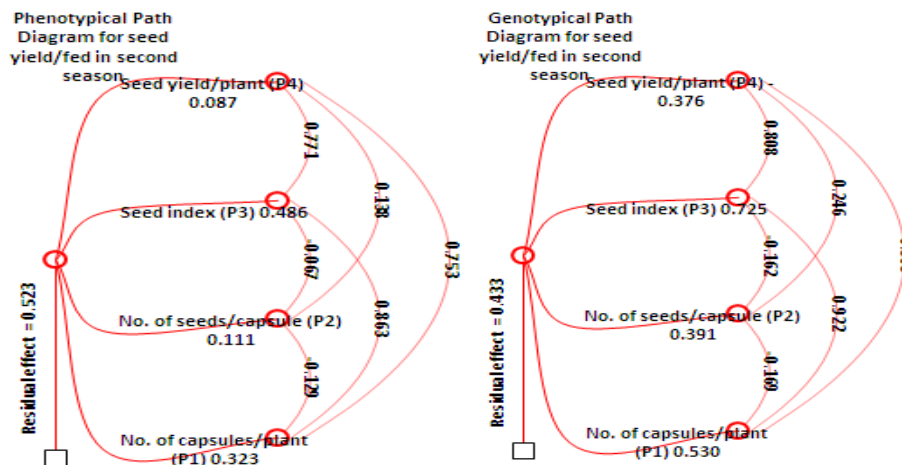 Phenotypical Path
Diagram for seed
yield/fed in second
season
Seed yield/plant (P4)
0.087
0.771
0.138
0.753
Seed index (P3) 0.486
-0.067
0.863
No. of seeds/capsule (P2)
0.111
-0.129
No. of capsules/plant
(P1) 0.323
Residual effect = 0.523
Genotypical Path
Diagram for seed
yield/fed in second
season
Seed yield/plant (P4) -
0.376
0.808
0.246
Seed index (P3) 0.725
-0.162
0.922
No. of seeds/capsule (P2)
0.391
-0.169
No. of capsules/plant
(P1) 0.530
Residual effect = 0.433